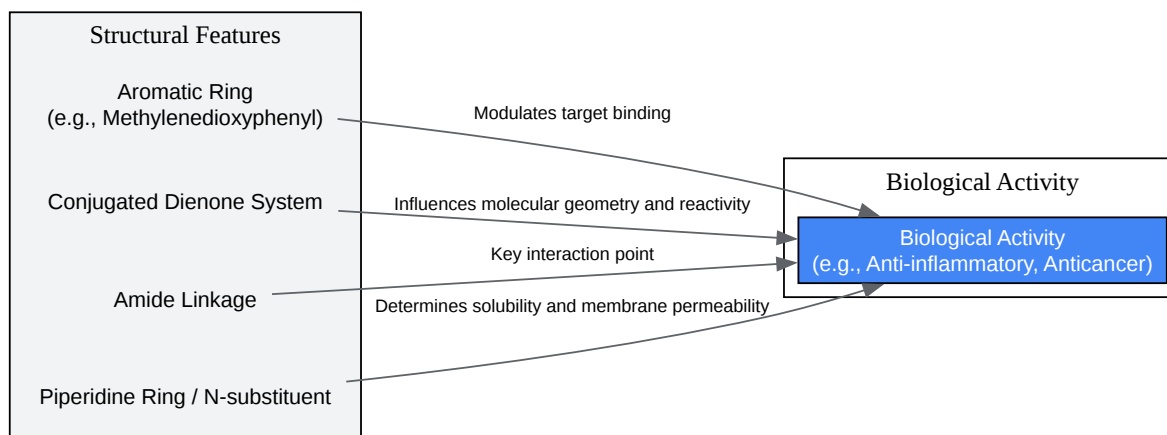 Structural Features
Aromatic Ring
(e.g., Methylenedioxyphenyl)
Modulates target binding
Biological Activity
Conjugated Dienone System
Influences molecular geometry and reactivity
Biological Activity
(e.g., Anti-inflammatory, Anticancer)
Key interaction point
Amide Linkage
Determines solubility and membrane permeability
Piperidine Ring / N-substituent